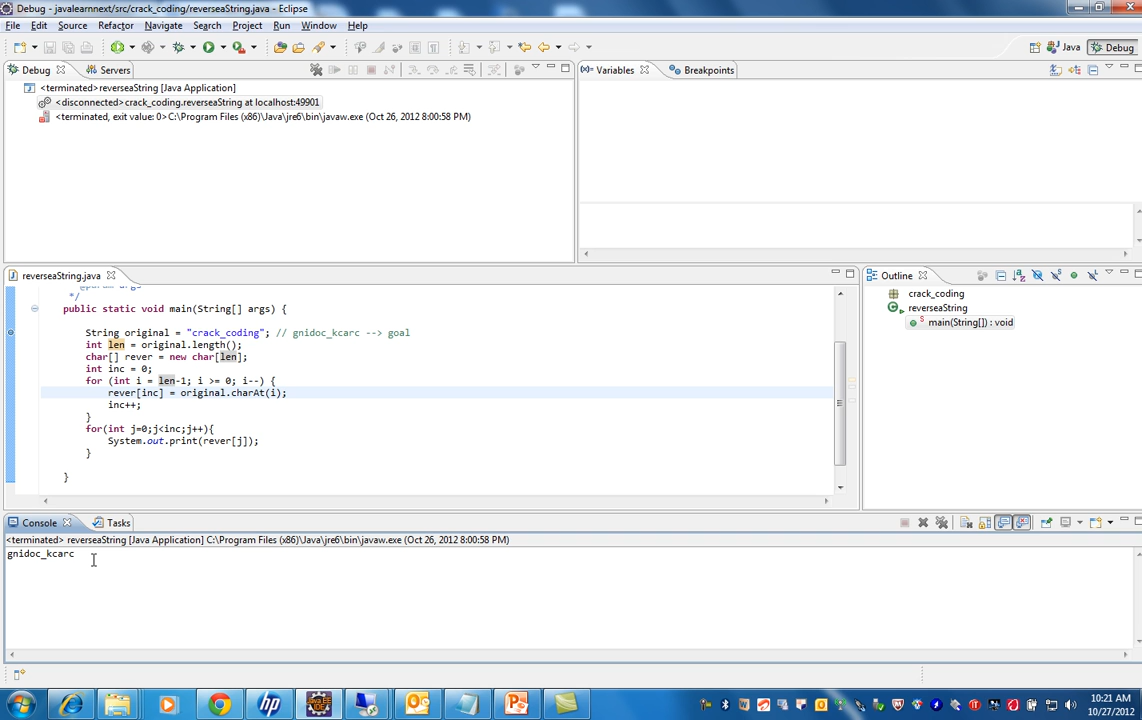 Debug - javalearnnext/src/crack_coding/reverseaString.java - Eclipse
File Edit Source Refactor Navigate Search Project Run Window Help
Java Debug
Debug Servers
<terminated>reverseaString [Java Application]
<disconnected>crack_coding.reverseaString at localhost:49901
<terminated, exit value: 0>C:\Program Files (x86)\Java\jre6\bin\javaw.exe (Oct 26, 2012 8:00:58 PM)
(x)= Variables Breakpoints
reverseaString.java
*/
public static void main(String[] args) {
String original = "crack_coding"; // gnidoc_kcarc --> goal
int len = original.length();
char[] rever = new char[len];
int inc = 0;
for (int i = len-1; i >= 0; i--) {
rever[inc] = original.charAt(i);
inc++;
}
for(int j=0;j<inc;j++){
System.out.print(rever[j]);
}
}
Outline
crack_coding
reverseaString
main(String[]) : void
Console Tasks
<terminated> reverseaString [Java Application] C:\Program Files (x86)\Java\jre6\bin\javaw.exe (Oct 26, 2012 8:00:58 PM)
gnidoc_kcarc
10:21 AM
10/27/2012